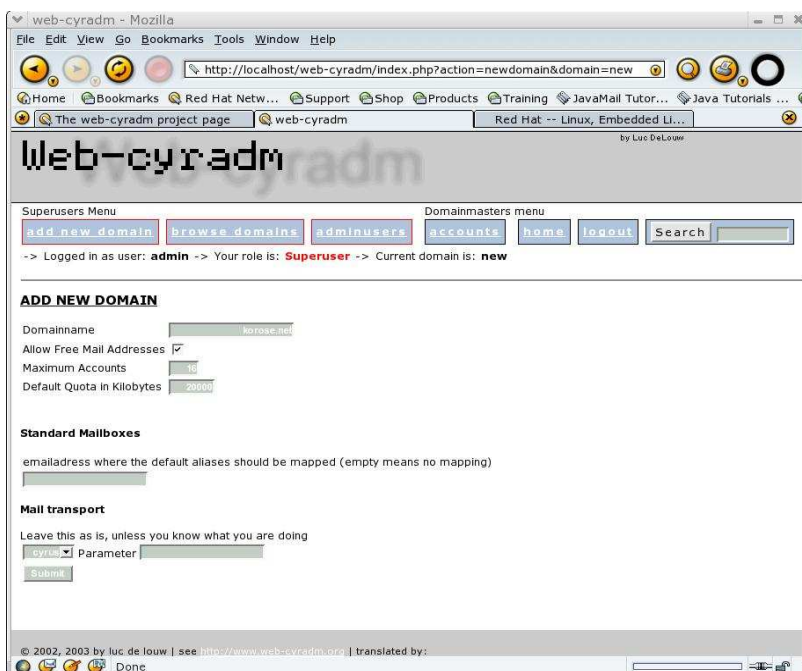 web-cyradm - Mozilla
File Edit View Go Bookmarks Tools Window Help
http://localhost/web-cyradm/index.php?action=newdomain&domain=new
Home Bookmarks Red Hat Netw... Support Shop Products Training JavaMail Tutor... Java Tutorials ...
The web-cyradm project page web-cyradm Red Hat -- Linux, Embedded Li...
by Luc DeLouw
Web-cyradm
Superusers Menu Domainmasters menu
add new domain browse domains adminusers accounts home logout Search
-> Logged in as user: admin -> Your role is: Superuser -> Current domain is: new
ADD NEW DOMAIN
Domainname korose.net
Allow Free Mail Addresses
Maximum Accounts 16
Default Quota in Kilobytes 20000
Standard Mailboxes
emailadress where the default aliases should be mapped (empty means no mapping)
Mail transport
Leave this as is, unless you know what you are doing
cyrus Parameter
Submit
© 2002, 2003 by luc de louw | see http://www.web-cyradm.org | translated by:
Done